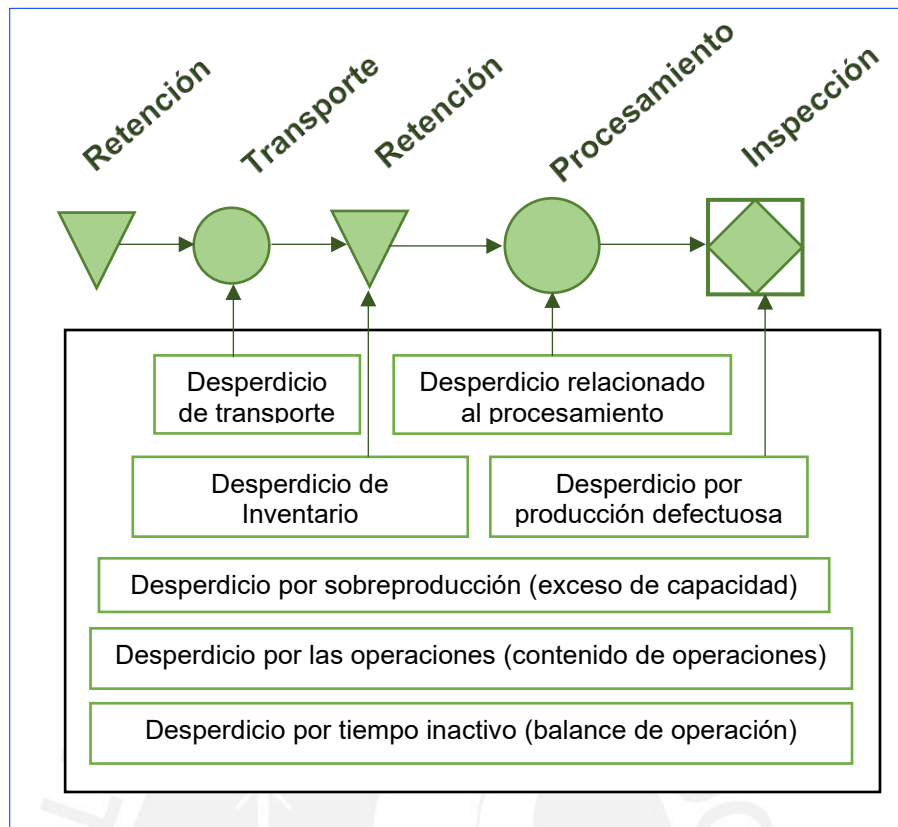 Retención
Transporte
Retención
Procesamiento
Inspección
Desperdicio
de transporte
Desperdicio relacionado
al procesamiento
Desperdicio de
Inventario
Desperdicio por
producción defectuosa
Desperdicio por sobreproducción (exceso de capacidad)
Desperdicio por las operaciones (contenido de operaciones)
Desperdicio por tiempo inactivo (balance de operación)